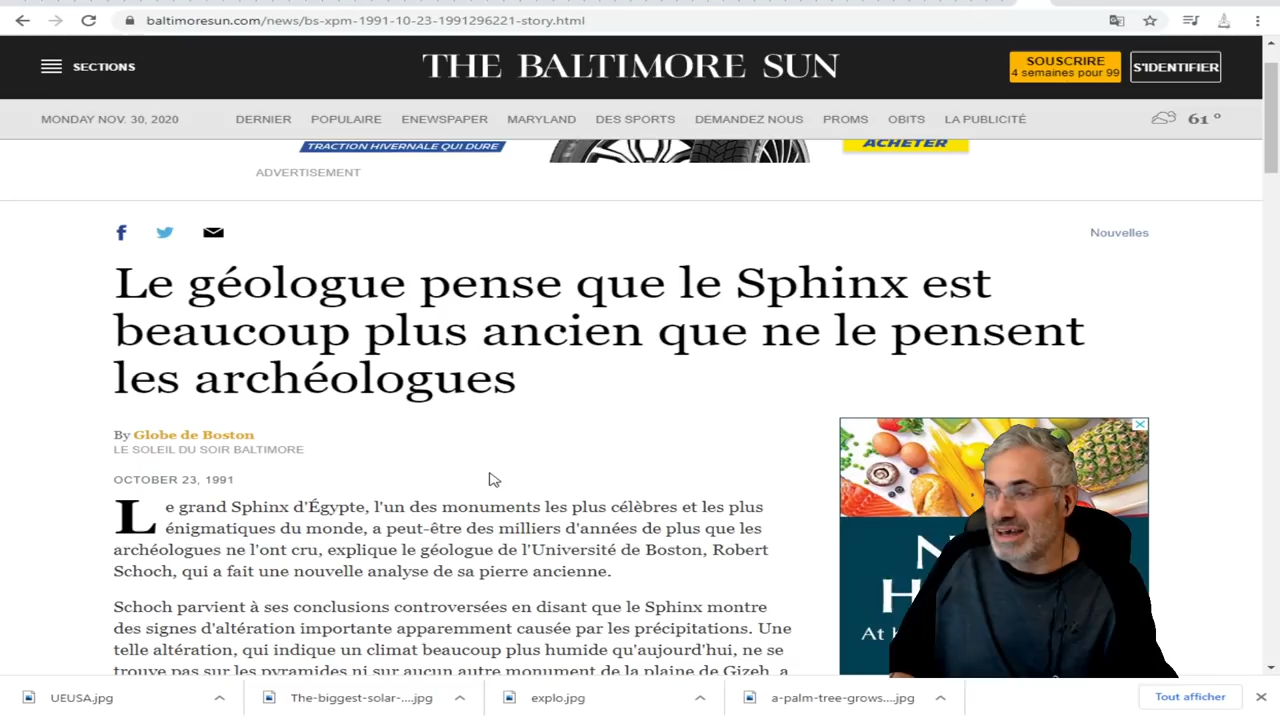 baltimoresun.com/news/bs-xpm-1991-10-23-1991296221-story.html
SECTIONS
THE BALTIMORE SUN
SOUSCRIRE
4 semaines pour 99
S'IDENTIFIER
MONDAY NOV. 30, 2020
DERNIER POPULAIRE ENEWSPAPER MARYLAND DES SPORTS DEMANDEZ NOUS PROMS OBITS LA PUBLICITÉ
61°
TRACTION HIVERNALE QUI DURE
ACHETER
ADVERTISEMENT
Nouvelles
Le géologue pense que le Sphinx est
beaucoup plus ancien que ne le pensent
les archéologues
By Globe de Boston
LE SOLEIL DU SOIR BALTIMORE
OCTOBER 23, 1991
Le grand Sphinx d'Égypte, l'un des monuments les plus célèbres et les plus
énigmatiques du monde, a peut-être des milliers d'années de plus que les
archéologues ne l'ont cru, explique le géologue de l'Université de Boston, Robert
Schoch, qui a fait une nouvelle analyse de sa pierre ancienne.
Schoch parvient à ses conclusions controversées en disant que le Sphinx montre
des signes d'altération importante apparemment causée par les précipitations. Une
telle altération, qui indique un climat beaucoup plus humide qu'aujourd'hui, ne se
trouve pas sur les pyramides ni sur aucun autre monument de la plaine de Gizeh, a
At
UEUSA.jpg
The-biggest-solar-....jpg
explo.jpg
a-palm-tree-grows....jpg
Tout afficher